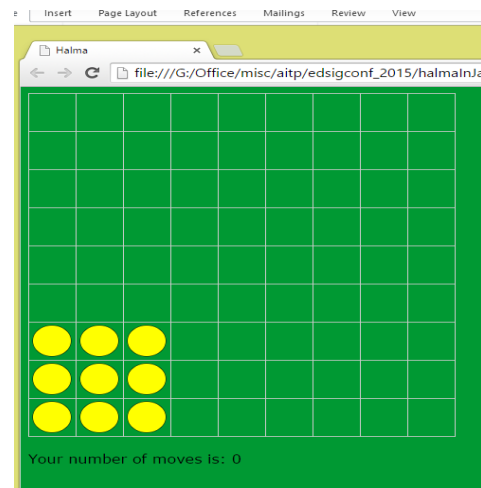 Insert Page Layout References Mailings Review View
Halma ×
file:///G:/Office/misc/aitp/edsigconf_2015/halmaInJa
Your number of moves is: 0